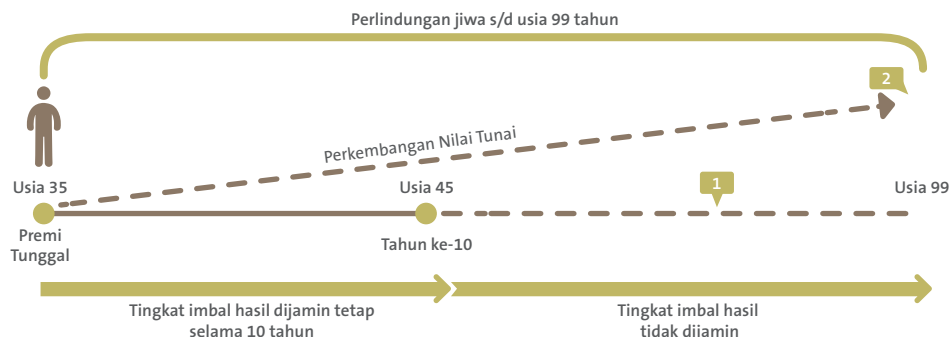 Perlindungan jiwa s/d usia 99 tahun
2
Perkembangan Nilai Tunai
Usia 35
Usia 45
1
Usia 99
Premi
Tunggal
Tahun ke-10
Tingkat imbal hasil dijamin tetap
selama 10 tahun
Tingkat imbal hasil
tidak dijamin